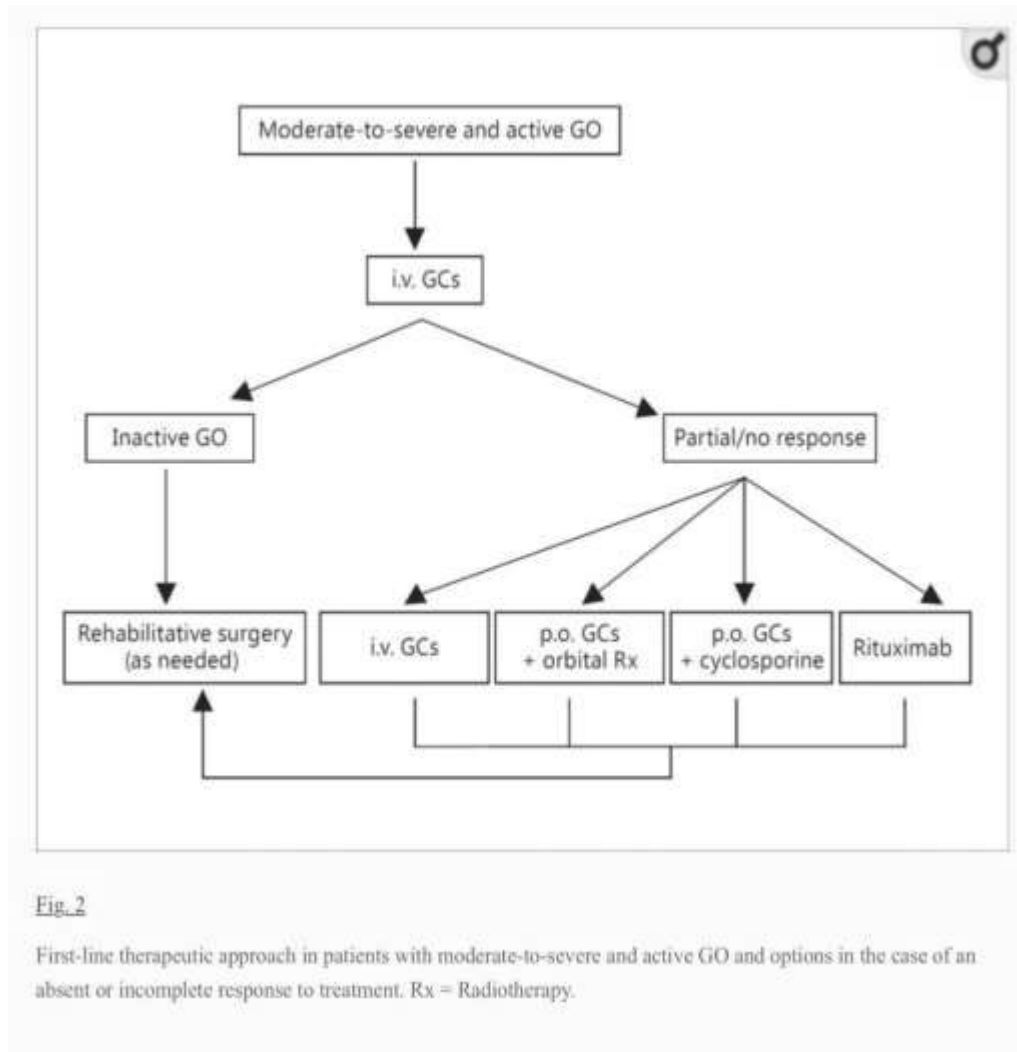 Moderate-to-severe and active GO
i.v. GCs
Inactive GO
Partial/no response
Rehabilitative surgery
(as needed)
i.v. GCs
p.o. GCs
+ orbital Rx
p.o. GCs
+ cyclosporine
Rituximab
Fig. 2
First-line therapeutic approach in patients with moderate-to-severe and active GO and options in the case of an
absent or incomplete response to treatment. Rx = Radiotherapy.